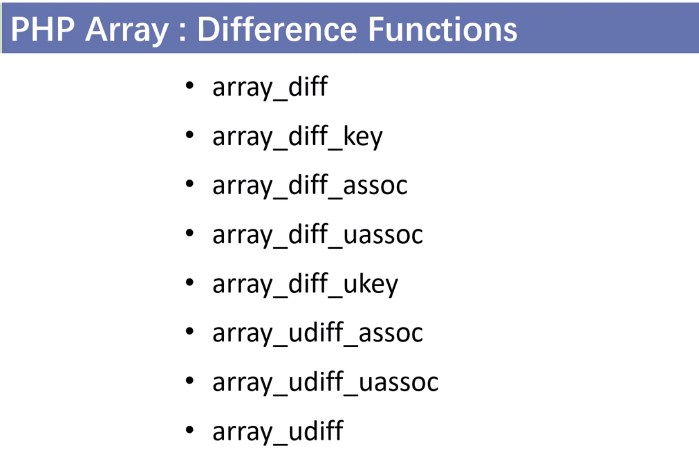 PHP Array : Difference Functions
• array_diff
• array_diff_key
• array_diff_assoc
• array_diff_uassoc
• array_diff_ukey
• array_udiff_assoc
• array_udiff_uassoc
• array_udiff